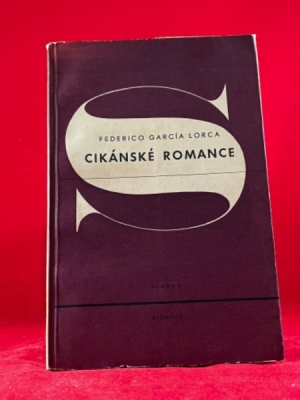 S
FEDERICO GARCÍA LORCA
CIKÁNSKÉ ROMANCE